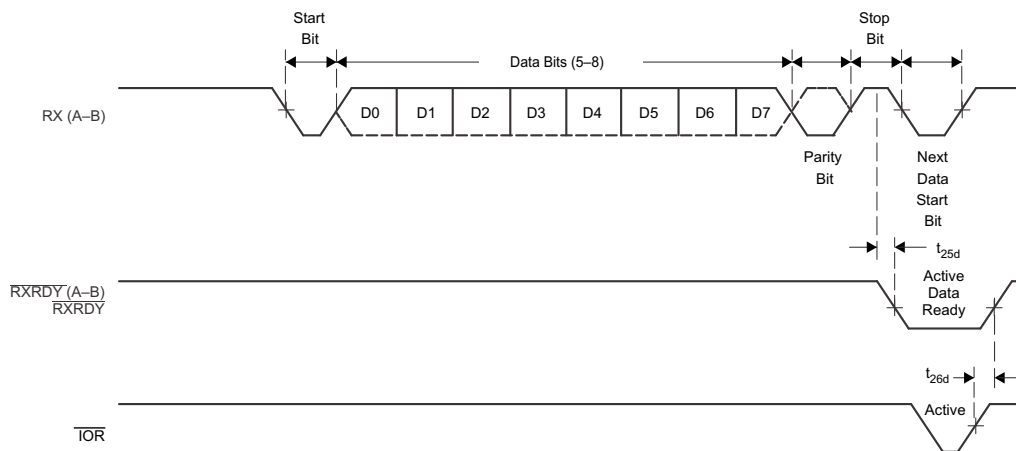 Start
Bit
Stop
Bit
Data Bits (5–8)
RX (A–B)
D0 D1 D2 D3 D4 D5 D6 D7
Parity
Bit
Next
Data
Start
Bit
t25d
RXRDY (A–B)
RXRDY
Active
Data
Ready
t26d
Active
IOR